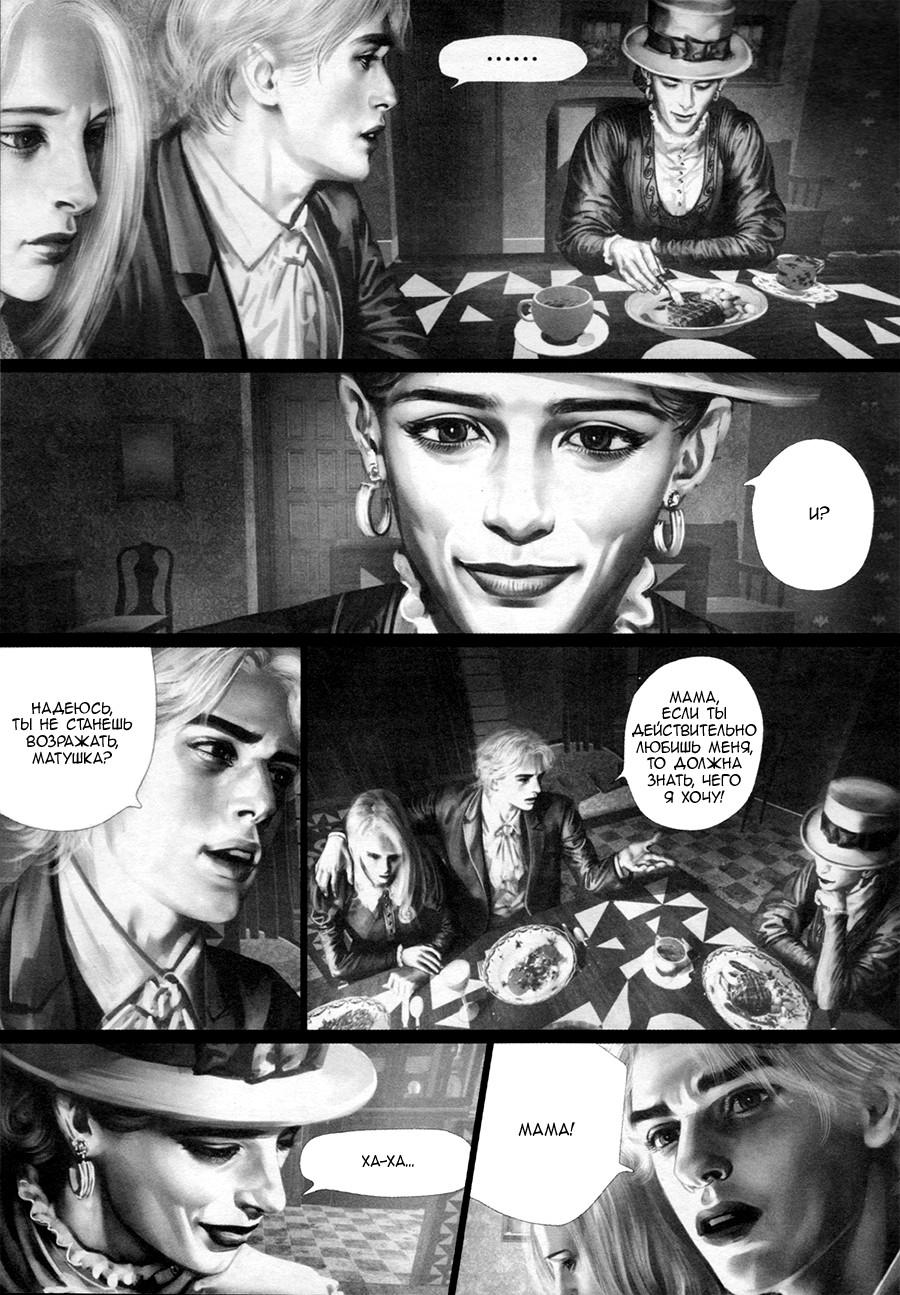 ......
И?
НАДЕЮСЬ,
ТЫ НЕ СТАНЕШЬ
ВОЗРАЖАТЬ,
МАТУШКА?
МАМА,
ЕСЛИ ТЫ
ДЕЙСТВИТЕЛЬНО
ЛЮБИШЬ МЕНЯ,
ТО ДОЛЖНА
ЗНАТЬ, ЧЕГО
Я ХОЧУ!
ХА-ХА...
МАМА!